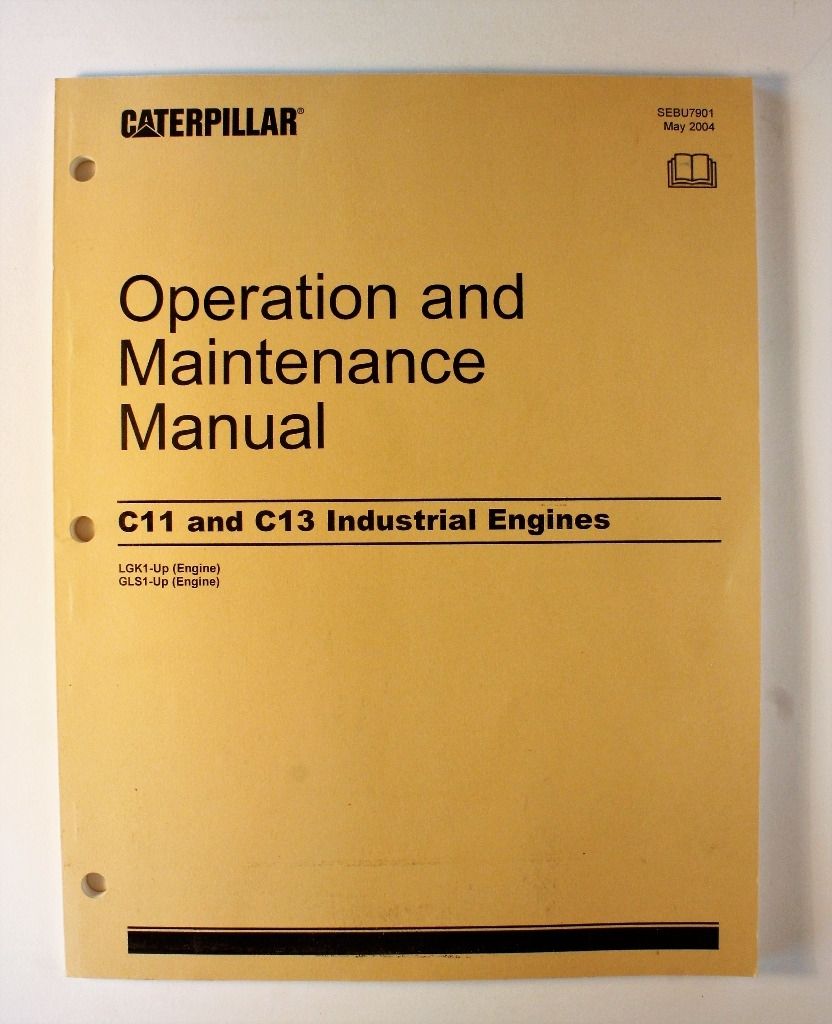 CATERPILLAR®
SEBU7901
May 2004
Operation and
Maintenance
Manual
C11 and C13 Industrial Engines
LGK1-Up (Engine)
GLS1-Up (Engine)